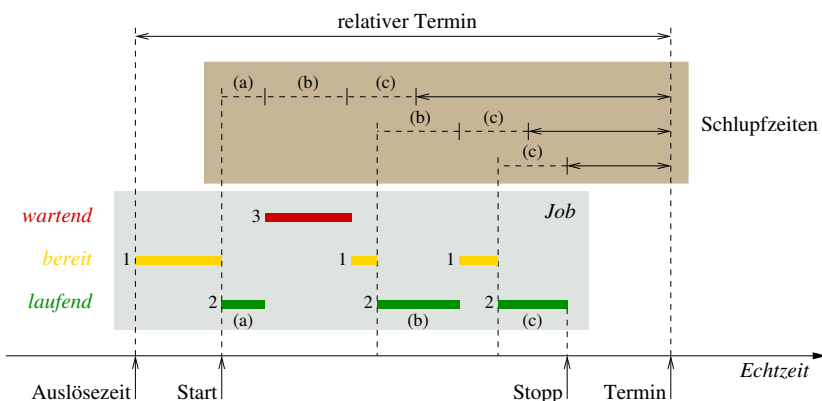 relativer Termin
(a) (b) (c)
(b) (c)
Schlupfzeiten
(c)
wartend 3 Job
bereit 1 1 1
laufend 2 2 2
(a) (b) (c)
Echtzeit
Auslösezeit Start Stopp Termin